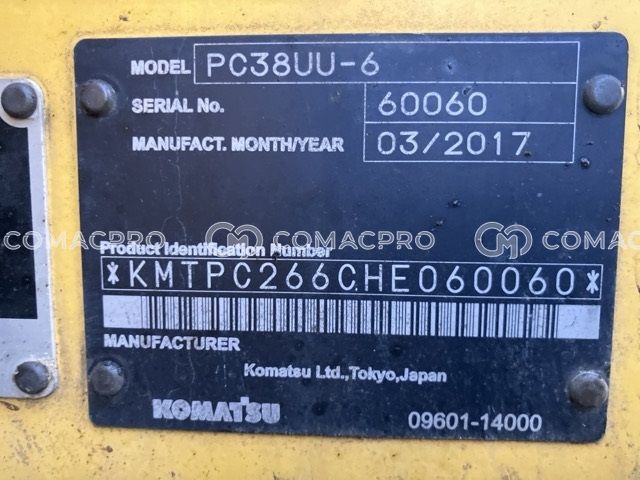 MODEL PC38UU-6
SERIAL No. 60060
MANUFACT. MONTH/YEAR 03/2017
COMACPRO COMACPRO COMACPRO
Product Identification Number
*KMTPC266CHE060060*
MANUFACTURER
Komatsu Ltd.,Tokyo,Japan
KOMATSU 09601-14000